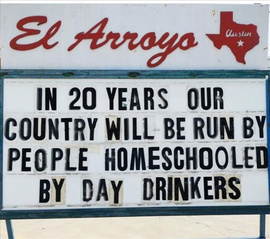 El Arroyo
Austin
IN 20 YEARS OUR
COUNTRY WILL BE RUN BY
PEOPLE HOMESCHOOLED
BY DAY DRINKERS